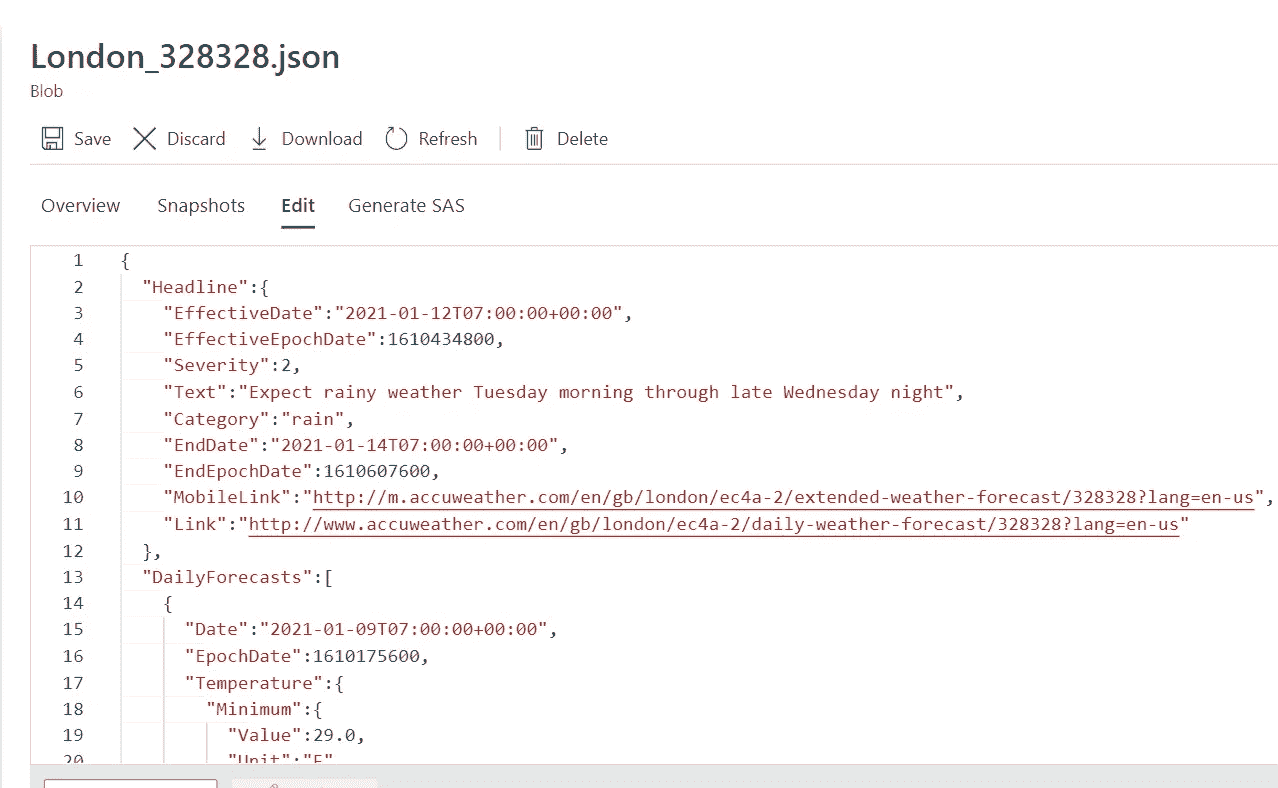 London_328328.json
Blob
Save Discard Download Refresh Delete
Overview Snapshots Edit Generate SAS
1 {
2 "Headline":{
3 "EffectiveDate":"2021-01-12T07:00:00+00:00",
4 "EffectiveEpochDate":1610434800,
5 "Severity":2,
6 "Text":"Expect rainy weather Tuesday morning through late Wednesday night",
7 "Category":"rain",
8 "EndDate":"2021-01-14T07:00:00+00:00",
9 "EndEpochDate":1610607600,
10 "MobileLink":"http://m.accuweather.com/en/gb/london/ec4a-2/extended-weather-forecast/328328?lang=en-us",
11 "Link":"http://www.accuweather.com/en/gb/london/ec4a-2/daily-weather-forecast/328328?lang=en-us"
12 },
13 "DailyForecasts":[
14 {
15 "Date":"2021-01-09T07:00:00+00:00",
16 "EpochDate":1610175600,
17 "Temperature":{
18 "Minimum":{
19 "Value":29.0,
20 "Unit":"F"